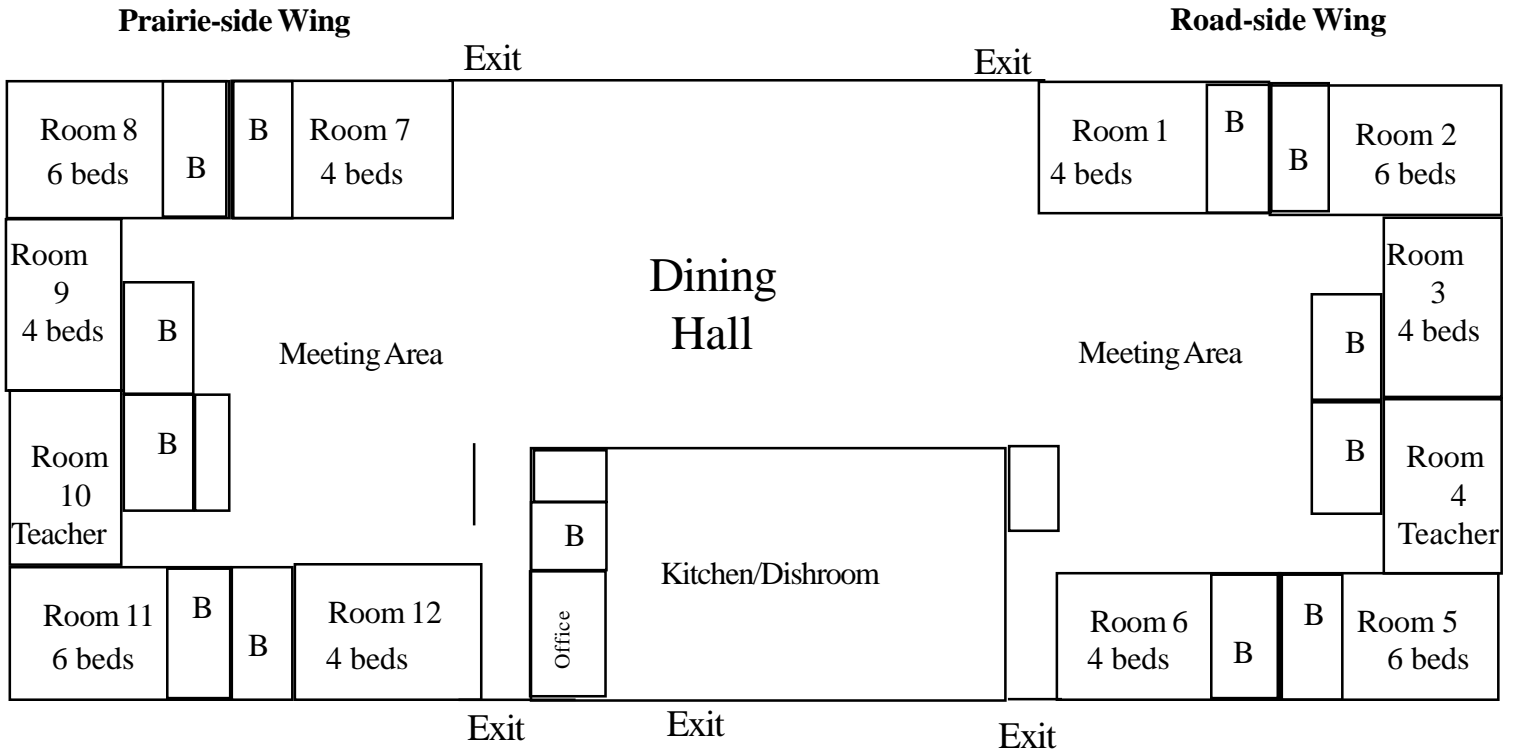 Prairie-side Wing
Road-side Wing
Exit
Exit
Room 8
6 beds
B
B
Room 7
4 beds
Room 1
4 beds
B
B
Room 2
6 beds
Room
9
4 beds
B
Meeting Area
Dining
Hall
Meeting Area
B
Room
3
4 beds
Room
10
Teacher
B
B
Room
4
Teacher
B
Office
Kitchen/Dishroom
Room 11
6 beds
B
B
Room 12
4 beds
Room 6
4 beds
B
B
Room 5
6 beds
Exit
Exit
Exit